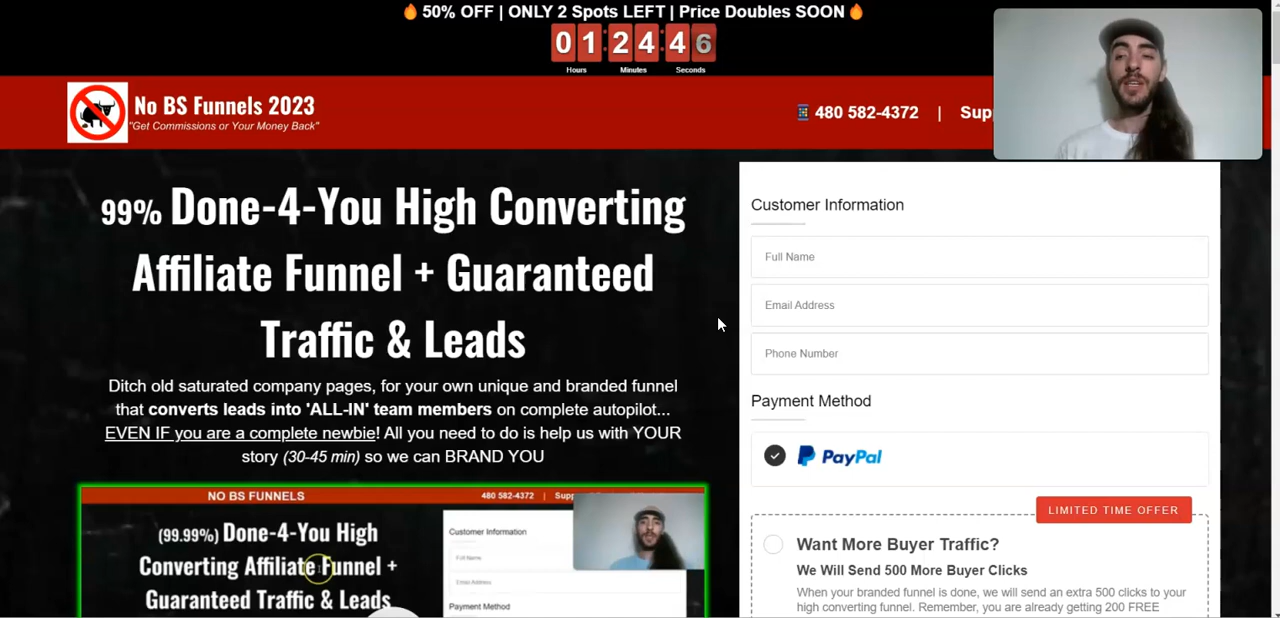 🔥 50% OFF | ONLY 2 Spots LEFT | Price Doubles SOON 🔥
01:24:46
Hours Minutes Seconds
No BS Funnels 2023
"Get Commissions or Your Money Back"
480 582-4372 | Sup
99% Done-4-You High Converting
Affiliate Funnel + Guaranteed
Traffic & Leads
Ditch old saturated company pages, for your own unique and branded funnel
that converts leads into 'ALL-IN' team members on complete autopilot...
EVEN IF you are a complete newbie! All you need to do is help us with YOUR
story (30-45 min) so we can BRAND YOU
NO BS FUNNELS
480 582-4372 | Supp
(99.99%) Done-4-You High
Converting Affiliate Funnel +
Guaranteed Traffic & Leads
Customer Information
Full Name
Email Address
Payment Method
Customer Information
Full Name
Email Address
Phone Number
Payment Method
PayPal
LIMITED TIME OFFER
Want More Buyer Traffic?
We Will Send 500 More Buyer Clicks
When your branded funnel is done, we will send an extra 500 clicks to your
high converting funnel. Remember, you are already getting 200 FREE